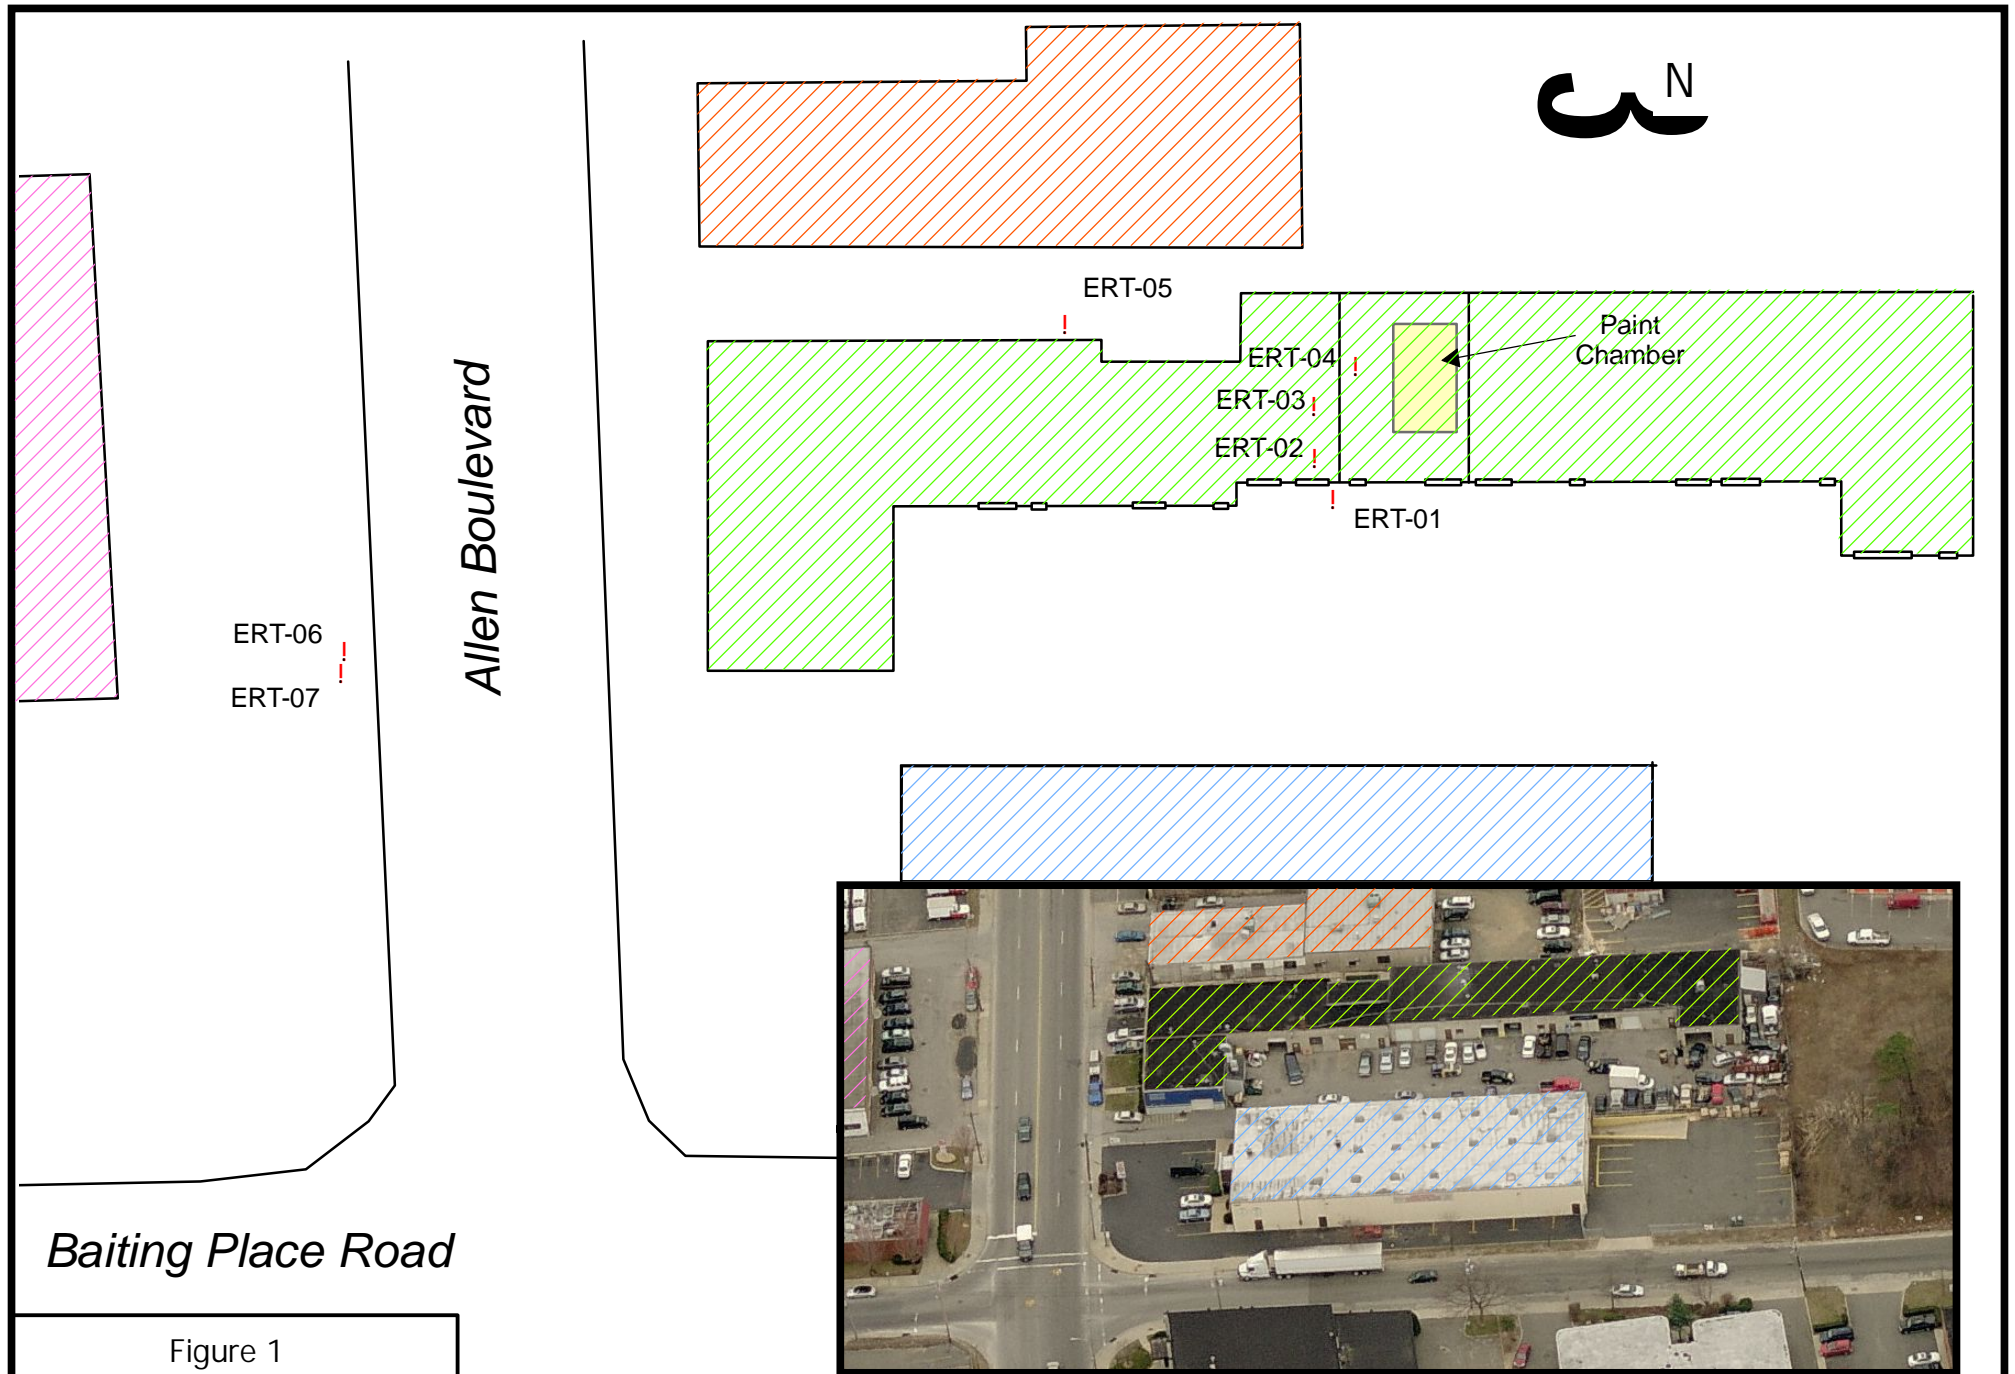 N
ERT-05
Paint
Chamber
ERT-04
ERT-03
ERT-02
ERT-01
Allen Boulevard
ERT-06
ERT-07
Baiting Place Road
Figure 1